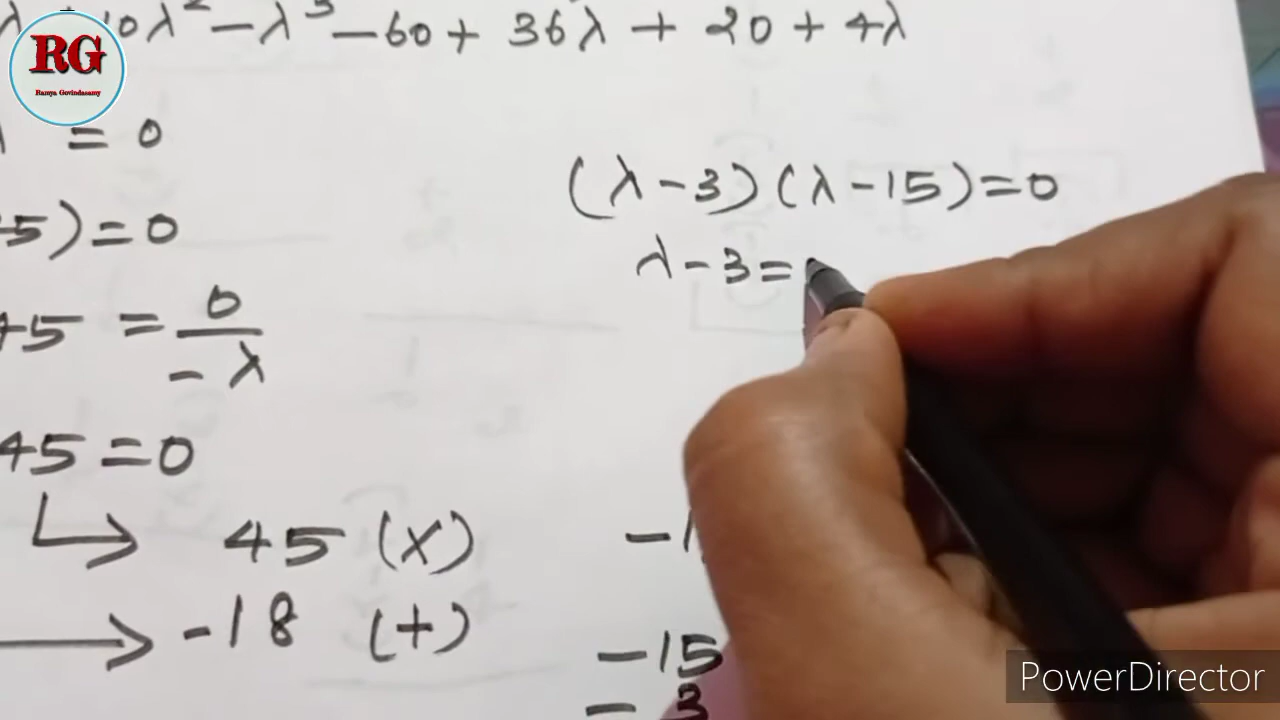 RG
Ramya Govindasamy
λ + 10λ² - λ³ - 60 + 36λ + 20 + 4λ
= 0
45) = 0
45 = 0 / -λ
45 = 0
45 (x)
-18 (+)
(λ - 3) (λ - 15) = 0
λ - 3 =
-15
- 3
PowerDirector